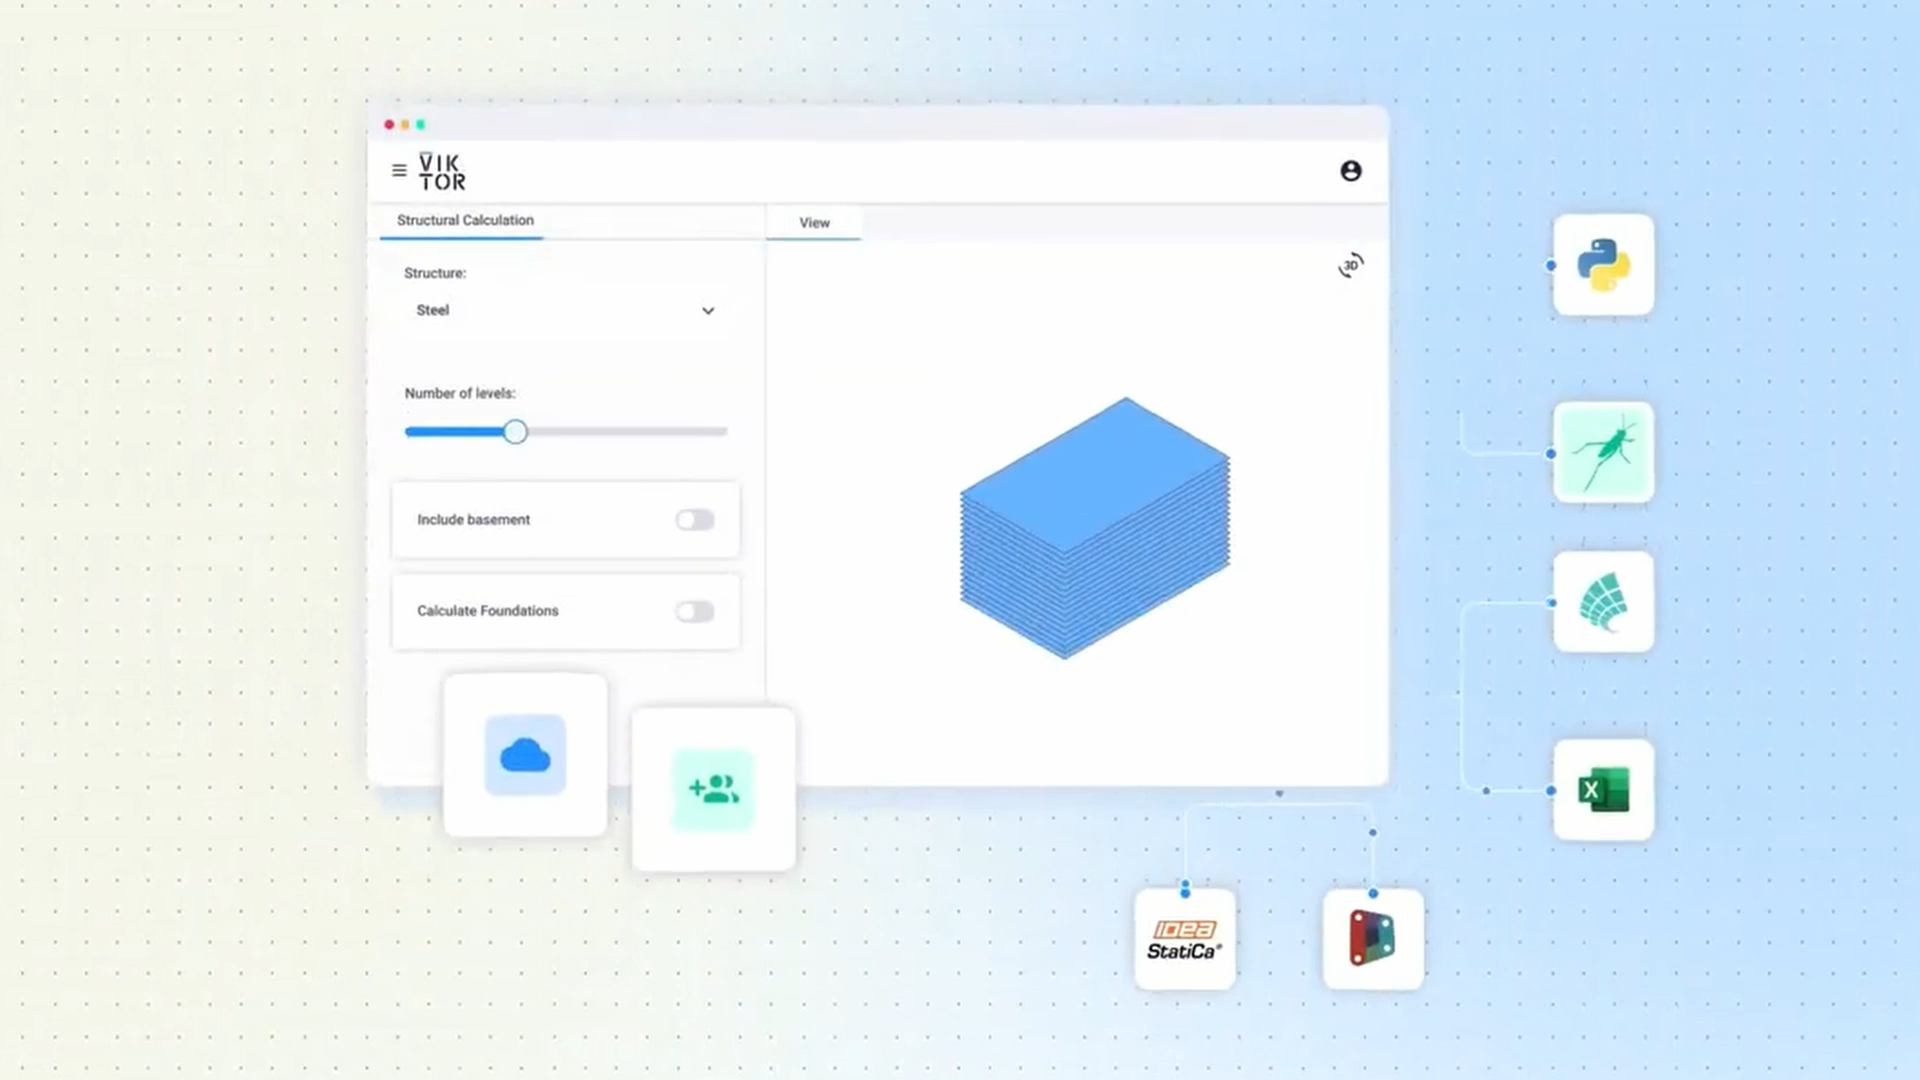 VIK
TOR
Structural Calculation
View
Structure:
3D
Steel
Number of levels:
Include basement
Calculate Foundations
X
IDEA
StatiCa®